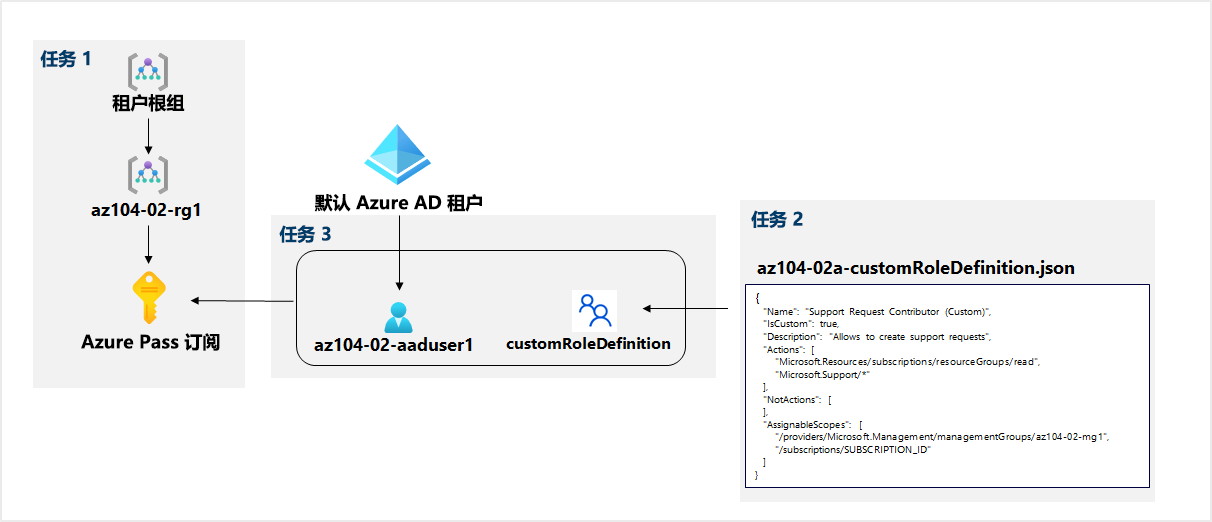 任务 1
租户根组
az104-02-rg1
Azure Pass 订阅
默认 Azure AD 租户
任务 3
az104-02-aaduser1
customRoleDefinition
任务 2
az104-02a-customRoleDefinition.json
{
"Name": "Support Request Contributor (Custom)",
"IsCustom": true,
"Description": "Allows to create support requests",
"Actions": [
"Microsoft.Resources/subscriptions/resourceGroups/read",
"Microsoft.Support/*"
],
"NotActions": [
],
"AssignableScopes": [
"/providers/Microsoft.Management/managementGroups/az104-02-mg1",
"/subscriptions/SUBSCRIPTION_ID"
]
}